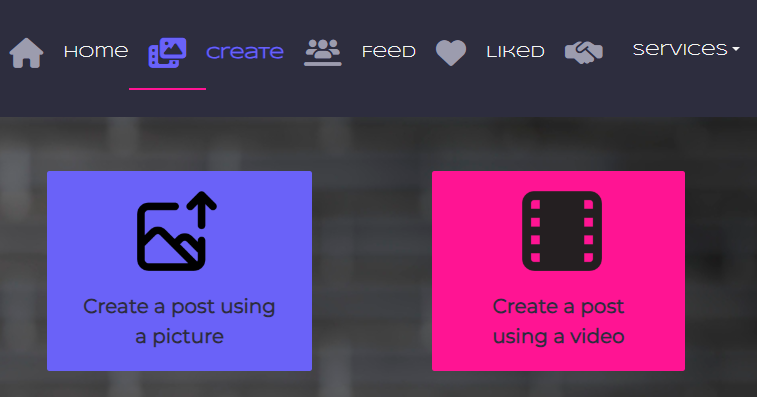 Home Create Feed Liked Services
Create a post using
a picture
Create a post
using a video